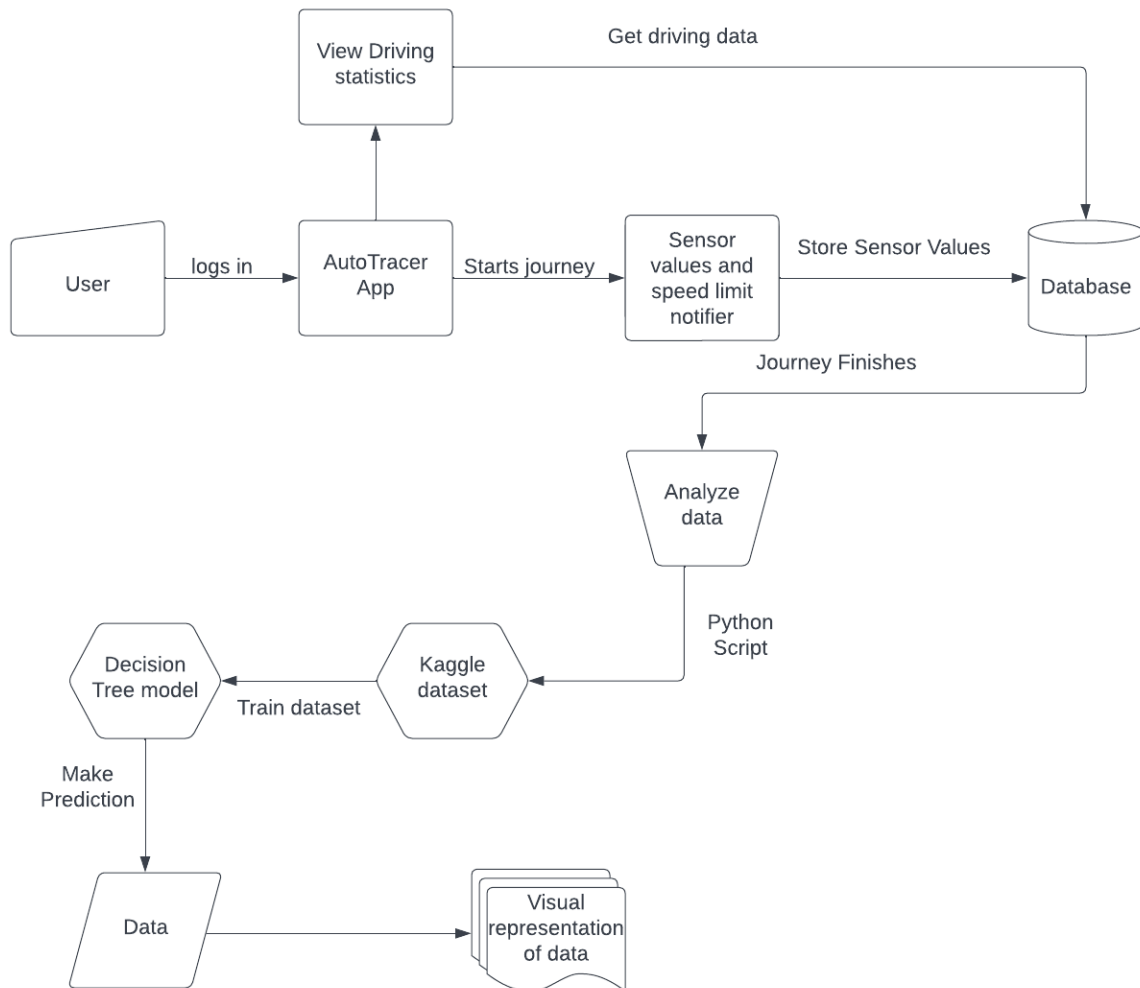 View Driving
statistics
Get driving data
User
logs in
AutoTracer
App
Starts journey
Sensor
values and
speed limit
notifier
Store Sensor Values
Database
Journey Finishes
Analyze
data
Python
Script
Kaggle
dataset
Train dataset
Decision
Tree model
Make
Prediction
Data
Visual
representation
of data